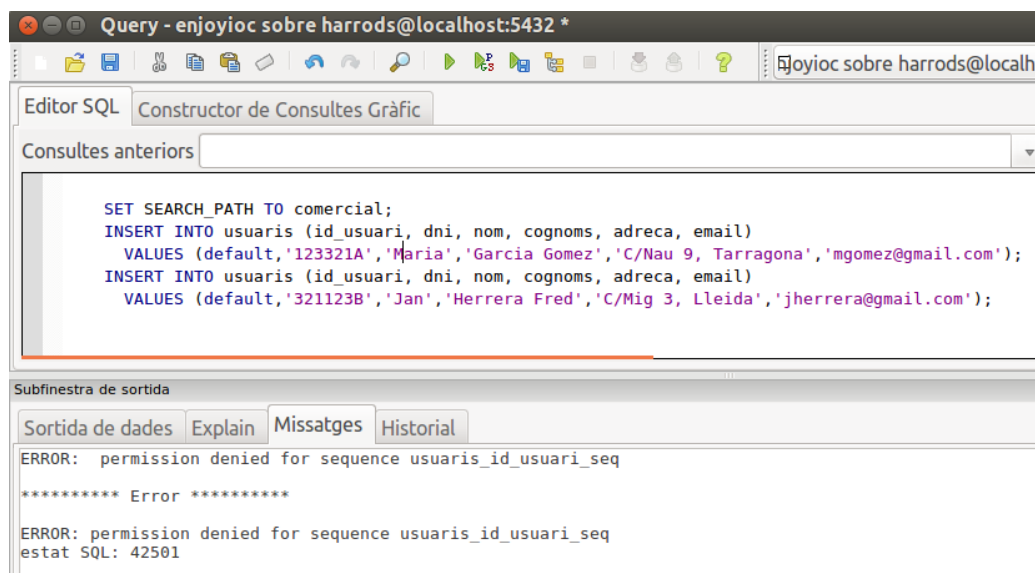 Query - enjoyioc sobre harrods@localhost:5432 *
joyioc sobre harrods@localh
Editor SQL
Constructor de Consultes Gràfic
Consultes anteriors
SET SEARCH_PATH TO comercial;
INSERT INTO usuaris (id_usuari, dni, nom, cognoms, adreca, email)
VALUES (default,'123321A','Maria','Garcia Gomez','C/Nau 9, Tarragona','mgomez@gmail.com');
INSERT INTO usuaris (id_usuari, dni, nom, cognoms, adreca, email)
VALUES (default,'321123B','Jan','Herrera Fred','C/Mig 3, Lleida','jherrera@gmail.com');
Subfinestra de sortida
Sortida de dades
Explain
Missatges
Historial
ERROR:  permission denied for sequence usuaris_id_usuari_seq
********** Error **********
ERROR: permission denied for sequence usuaris_id_usuari_seq
estat SQL: 42501